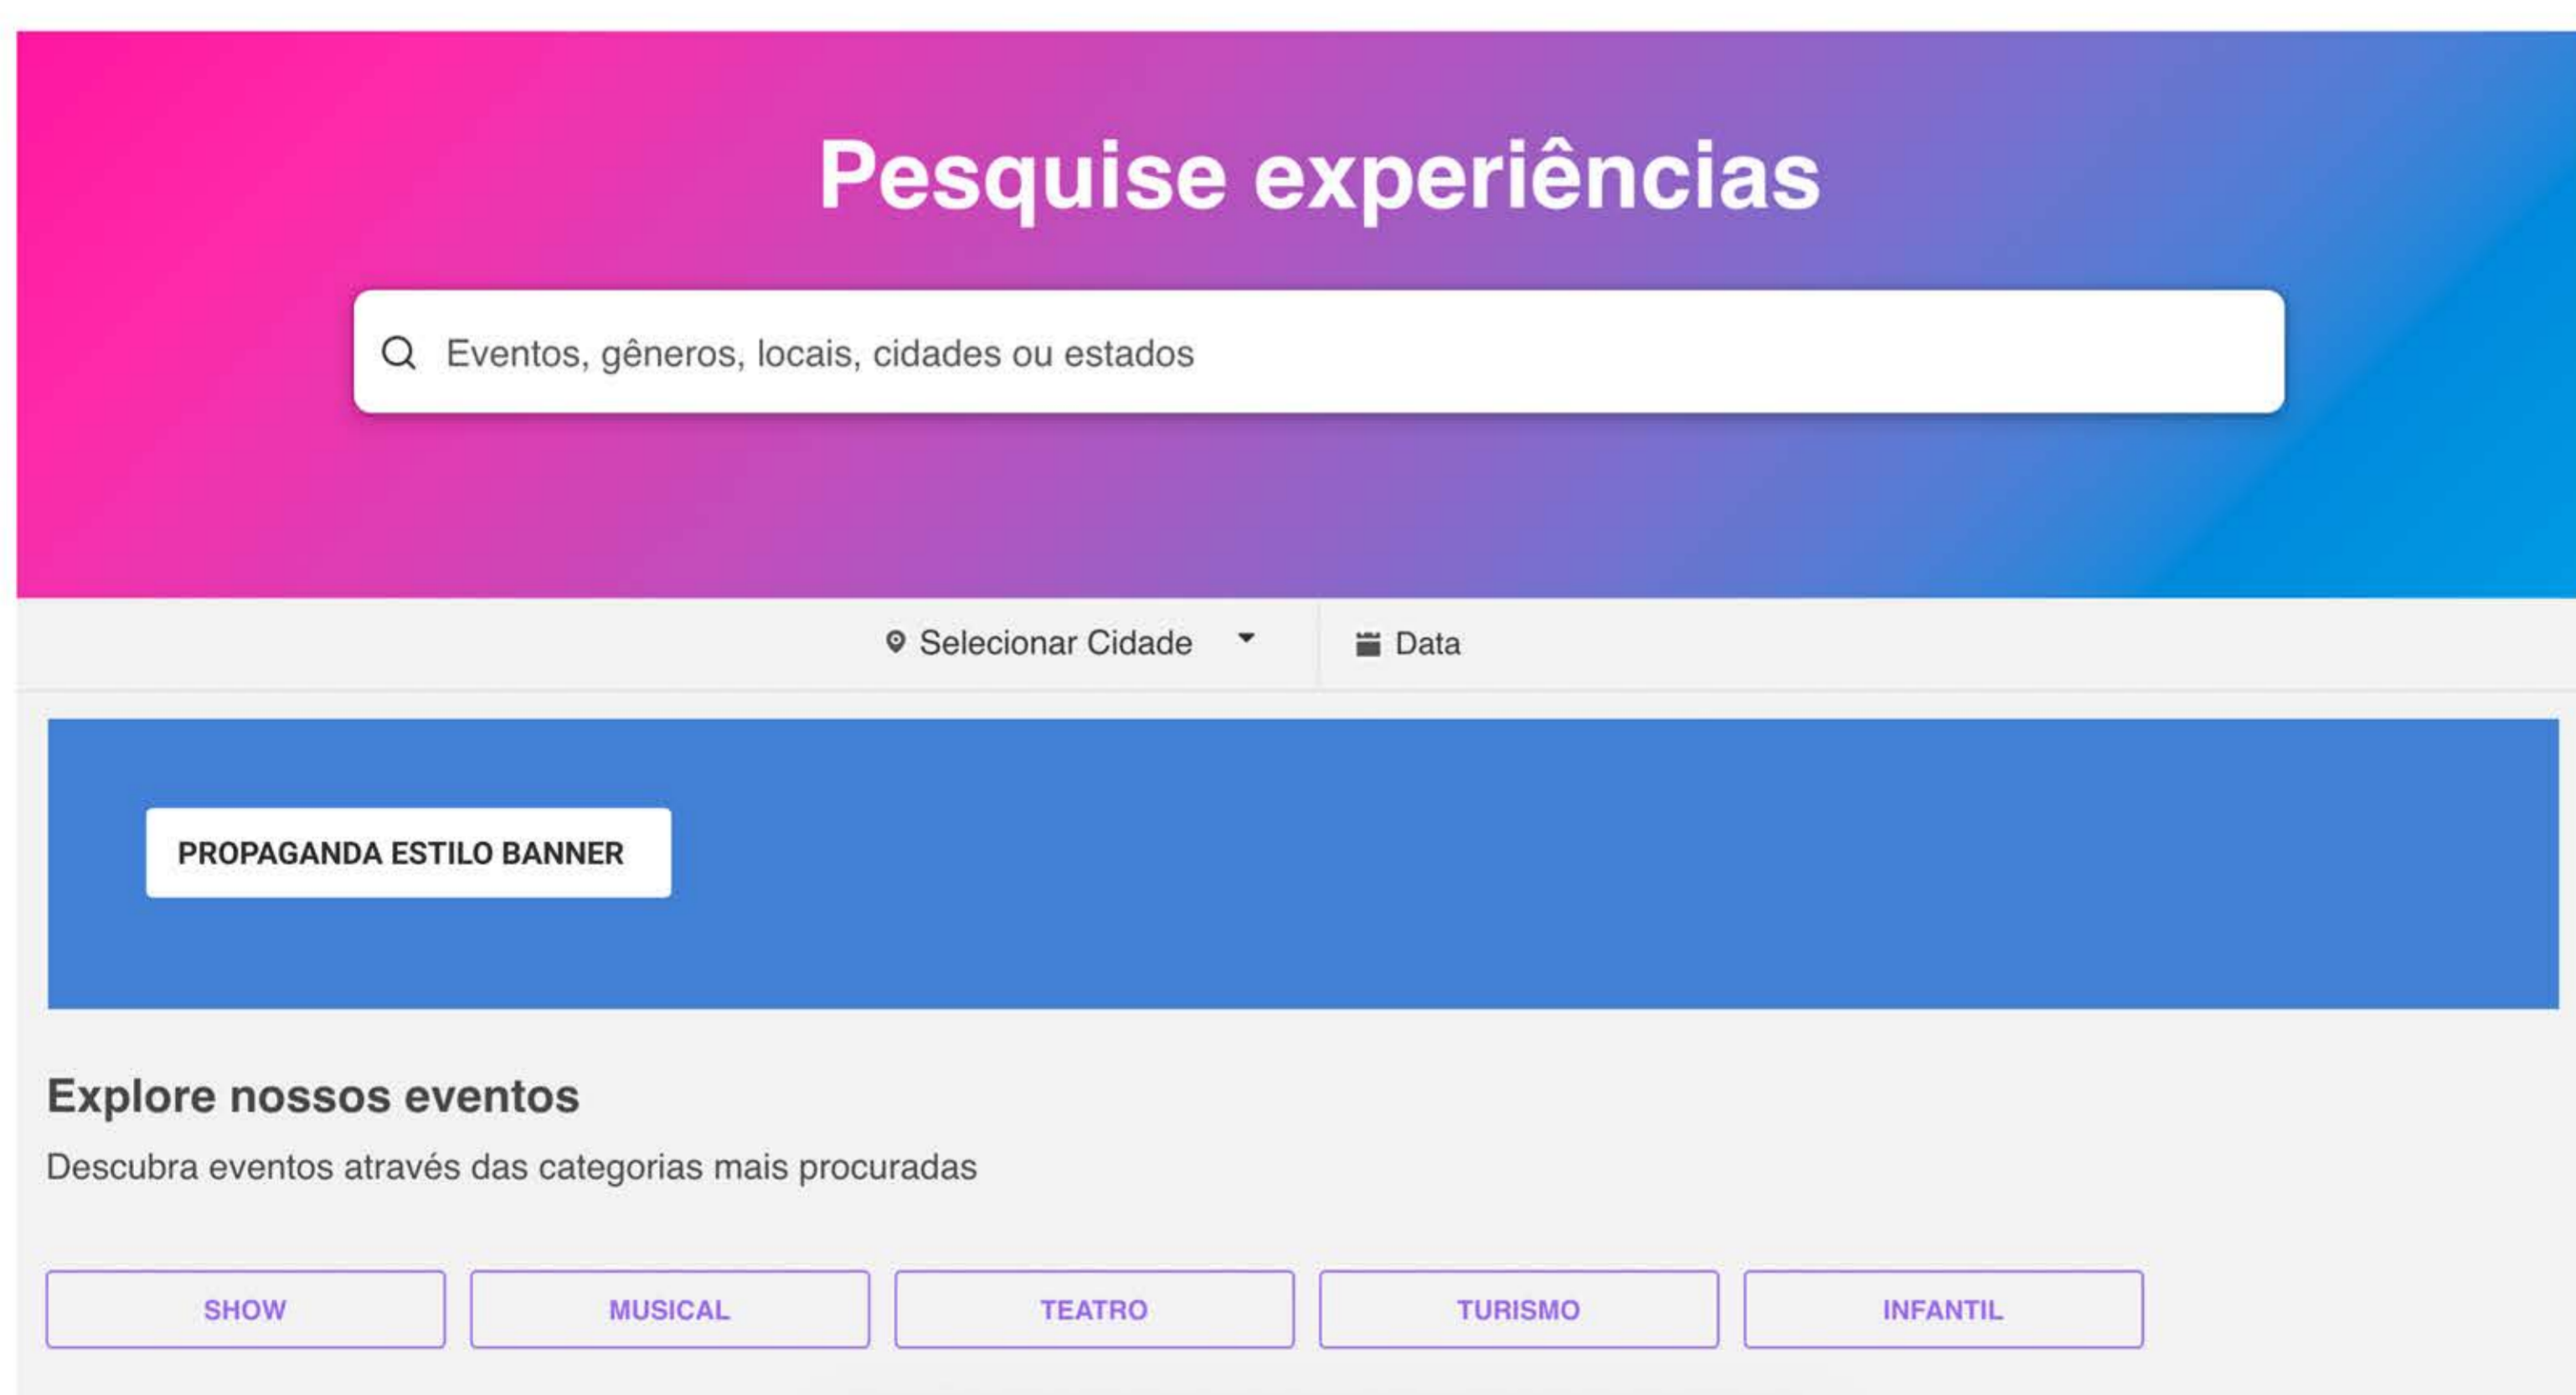 Pesquise experiências
Eventos, gêneros, locais, cidades ou estados
Selecionar Cidade
Data
PROPAGANDA ESTILO BANNER
Explore nossos eventos
Descubra eventos através das categorias mais procuradas
SHOW
MUSICAL
TEATRO
TURISMO
INFANTIL